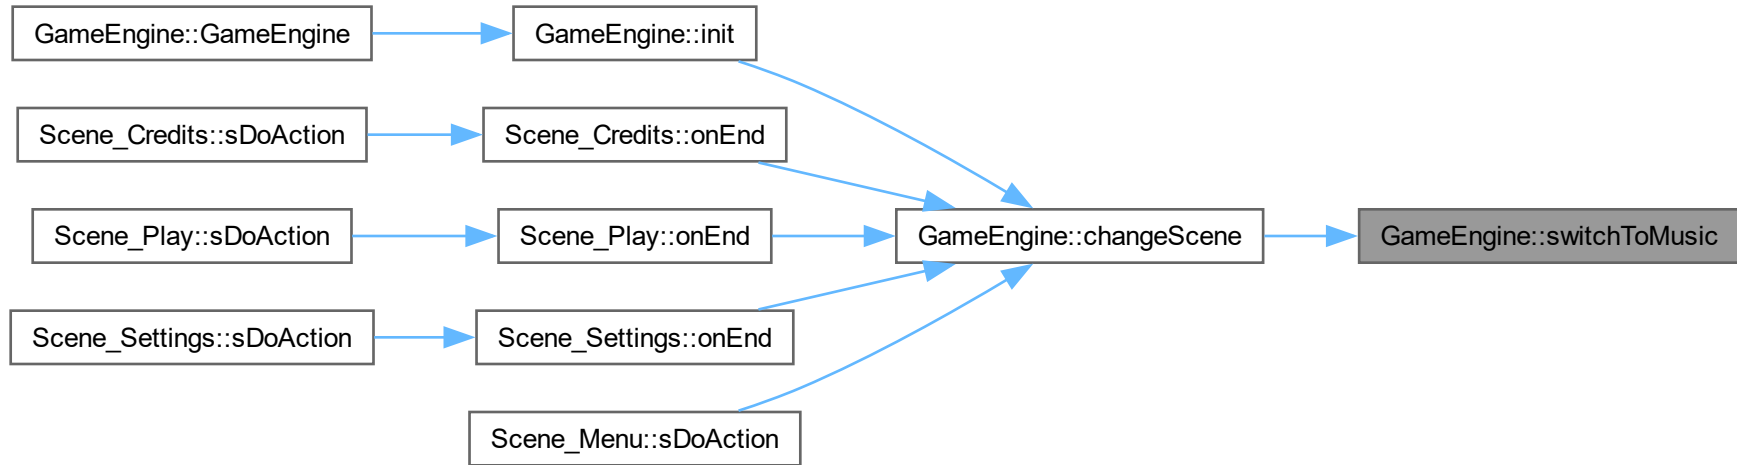 GameEngine::GameEngine
GameEngine::init
Scene_Credits::sDoAction
Scene_Credits::onEnd
Scene_Play::sDoAction
Scene_Play::onEnd
GameEngine::changeScene
GameEngine::switchToMusic
Scene_Settings::sDoAction
Scene_Settings::onEnd
Scene_Menu::sDoAction